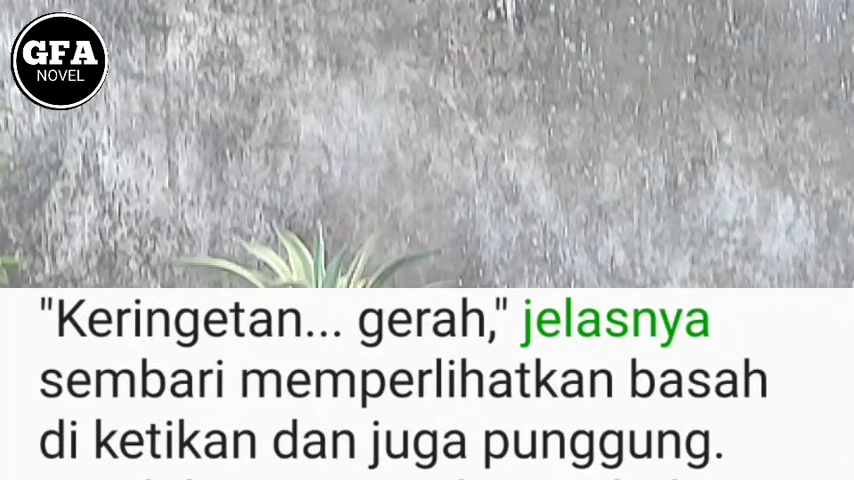 GFA
NOVEL
"Keringetan... gerah," jelasnya
sembari memperlihatkan basah
di ketikan dan juga punggung.